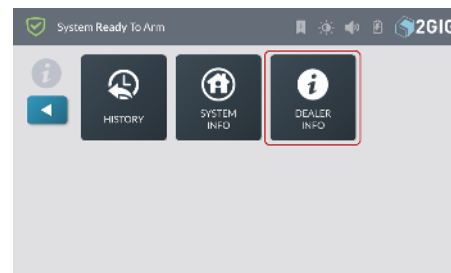 System Ready To Arm
2GIG
HISTORY
SYSTEM
INFO
DEALER
INFO